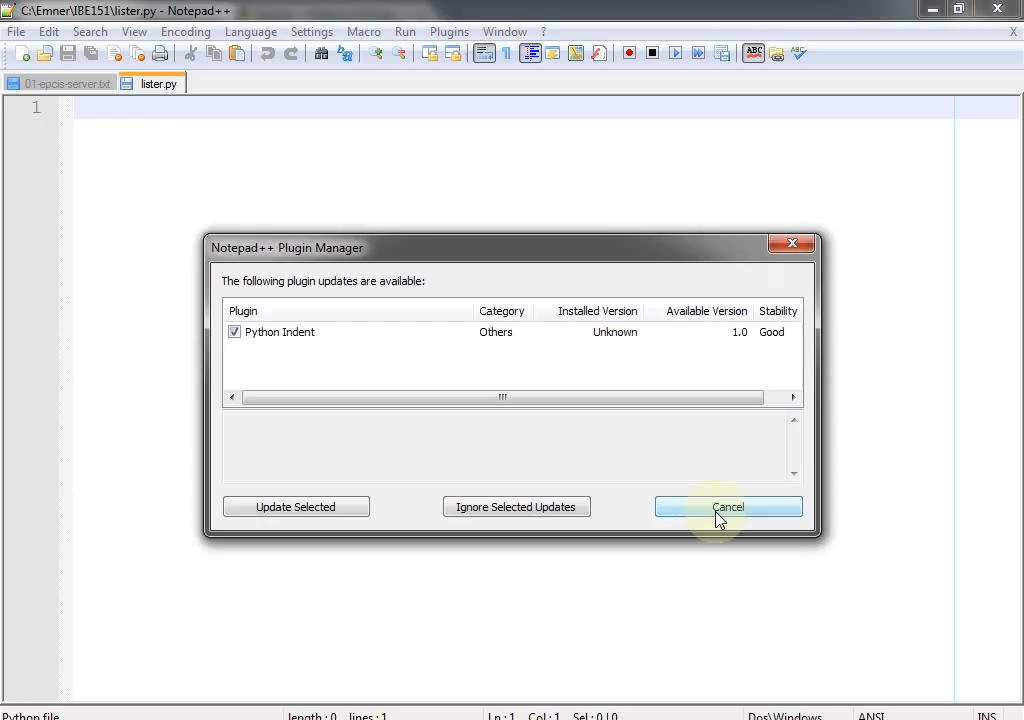 C:\Emner\IBE151\lister.py - Notepad++
File Edit Search View Encoding Language Settings Macro Run Plugins Window ? X
ABC ABC
01-epcis-server.txt lister.py
1
Notepad++ Plugin Manager
The following plugin updates are available:
Plugin Category Installed Version Available Version Stability
Python Indent Others Unknown 1.0 Good
Update Selected Ignore Selected Updates Cancel
Python file length : 0 lines : 1 Ln : 1 Col : 1 Sel : 0 | 0 Dos\Windows ANSI INS